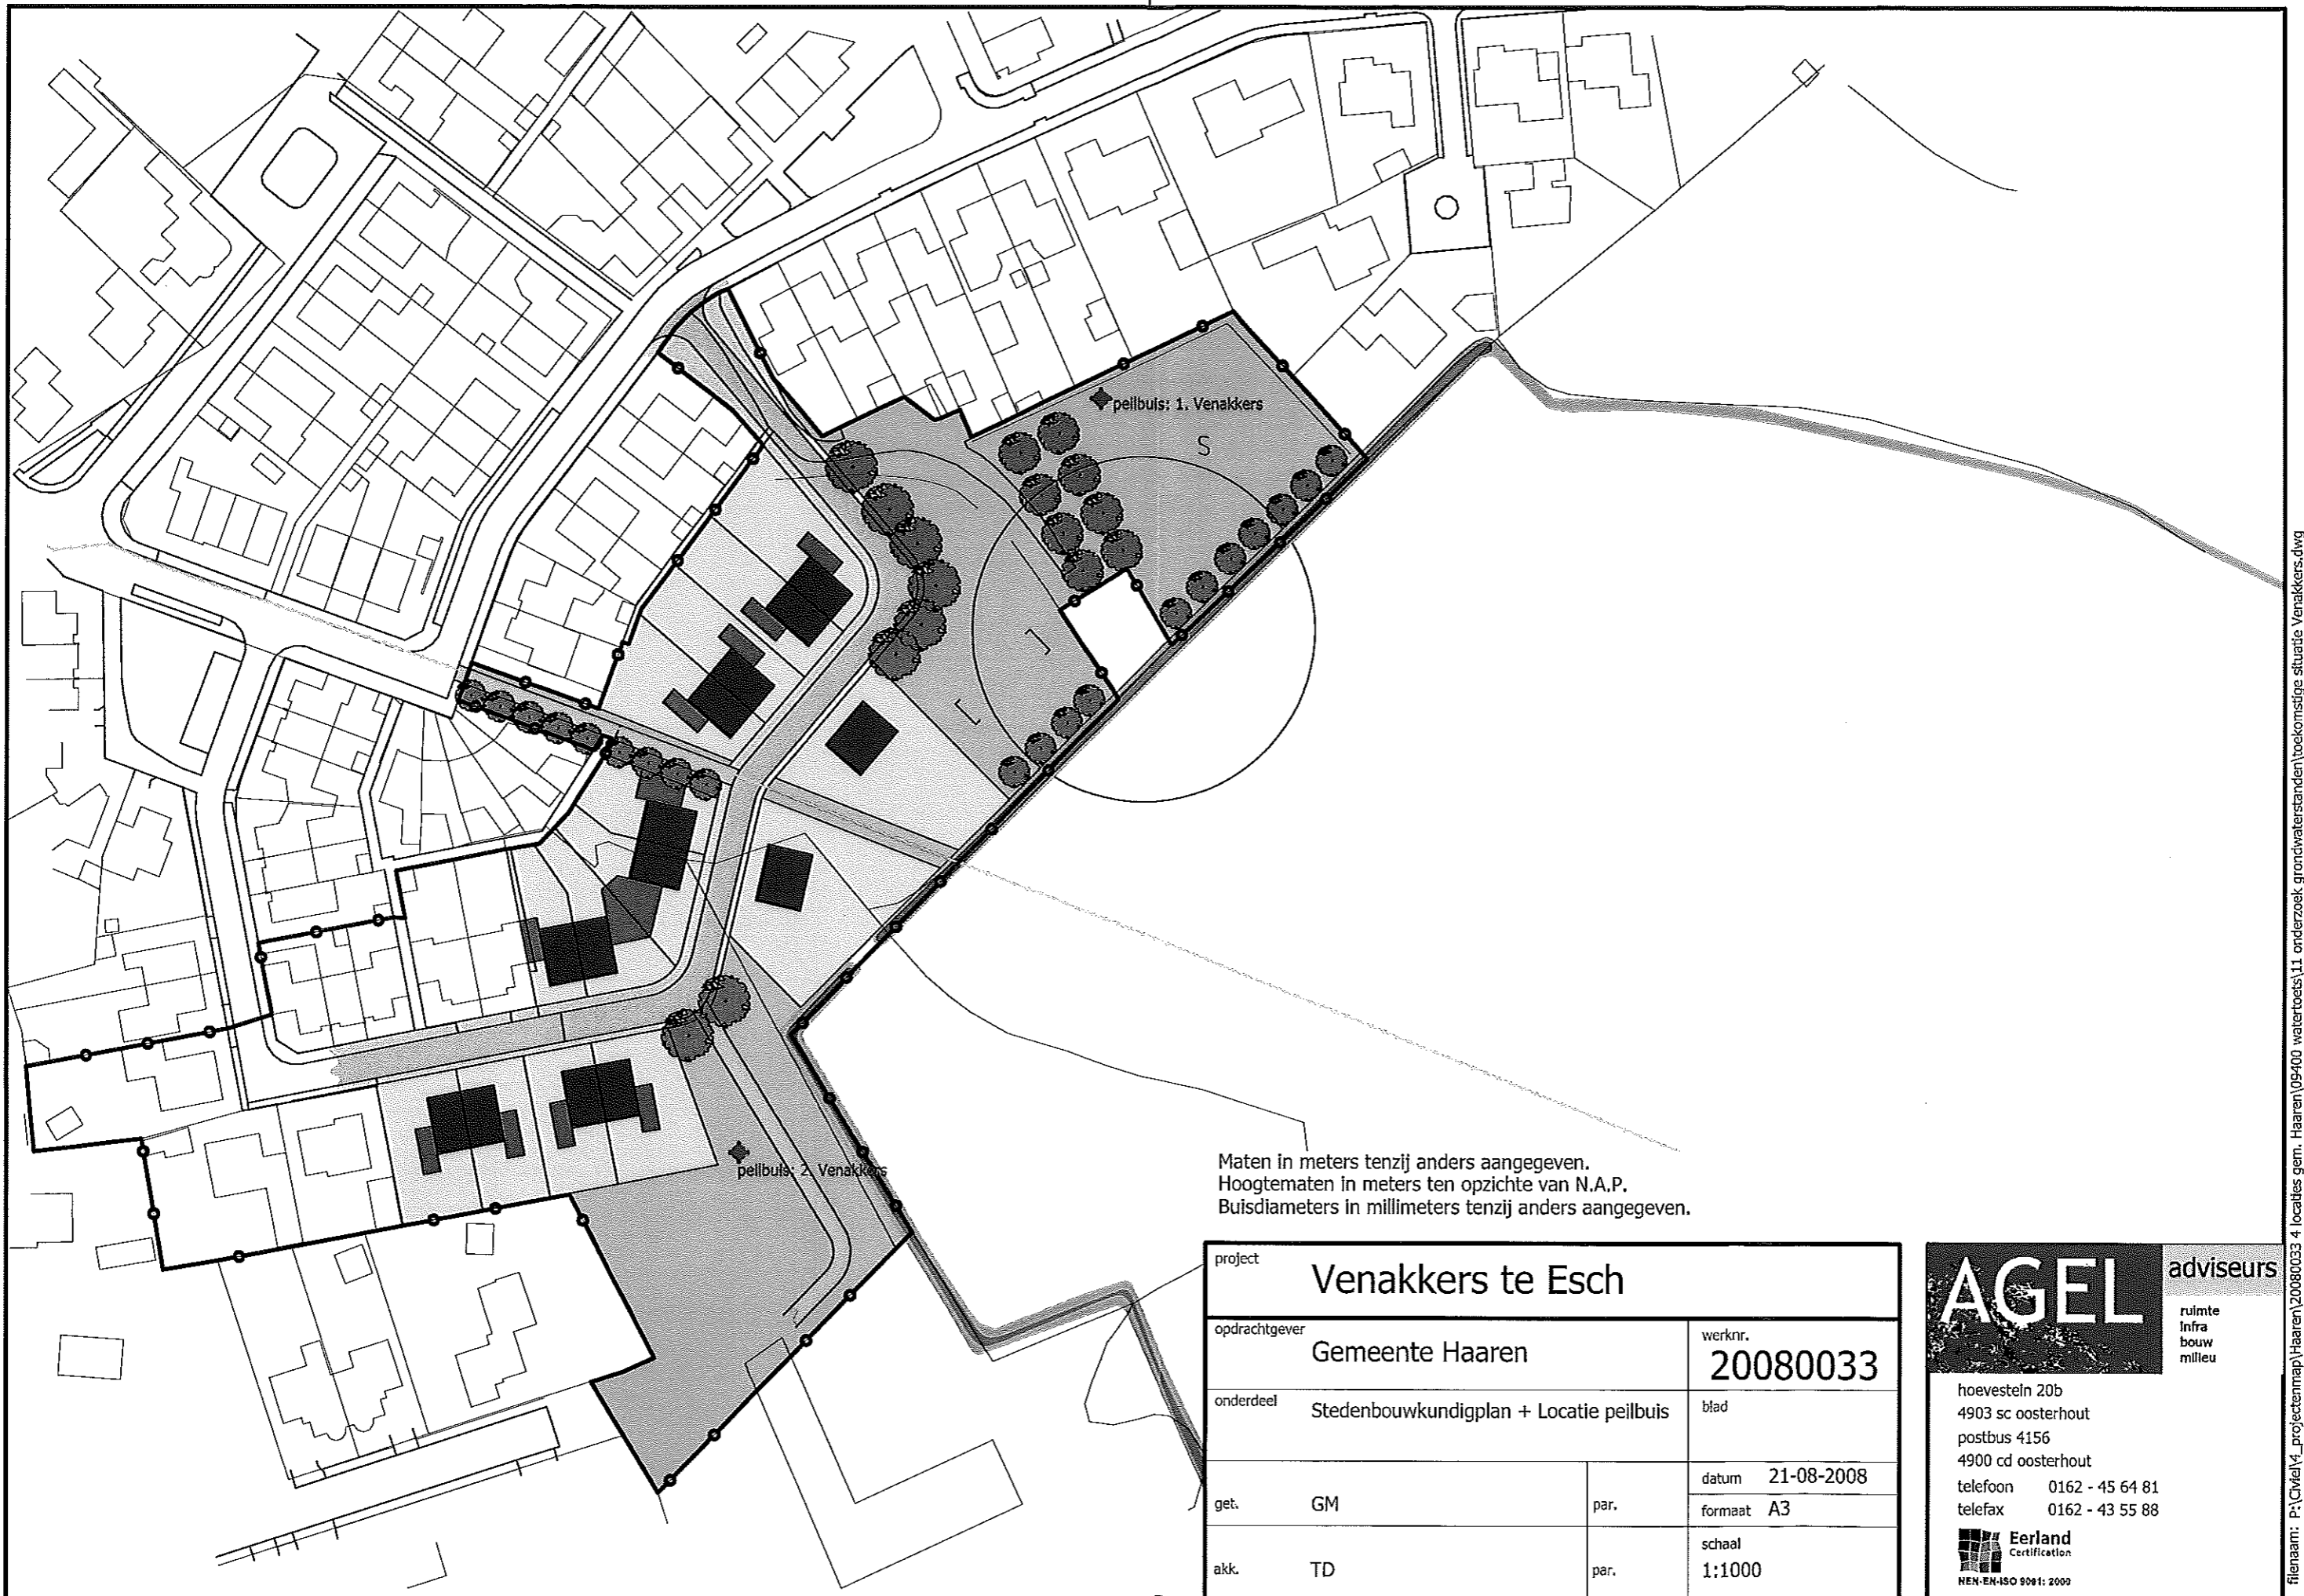 peilbuis: 1. Venakkers
S
peilbuis: 2. Venakkers
Maten in meters tenzij anders aangegeven.
Hoogtematen in meters ten opzichte van N.A.P.
Buisdiameters in millimeters tenzij anders aangegeven.
project
Venakkers te Esch
opdrachtgever
Gemeente Haaren
werknr.
20080033
onderdeel
Stedenbouwkundigplan + Locatie peilbuis
blad
datum 21-08-2008
get. GM par.
formaat A3
akk. TD par.
schaal
1:1000
AGEL adviseurs
ruimte
infra
bouw
milieu
hoevestein 20b
4903 sc oosterhout
postbus 4156
4900 cd oosterhout
telefoon 0162 - 45 64 81
telefax 0162 - 43 55 88
Eerland
Certification
NEN-EN-ISO 9001: 2000
filenaam: P:\Civiel\4_projectenmap\Haaren\20080033 4 locaties gem. Haaren\09400 watertoets\11 onderzoek grondwaterstanden\toekomstige situatie Venakkers.dwg